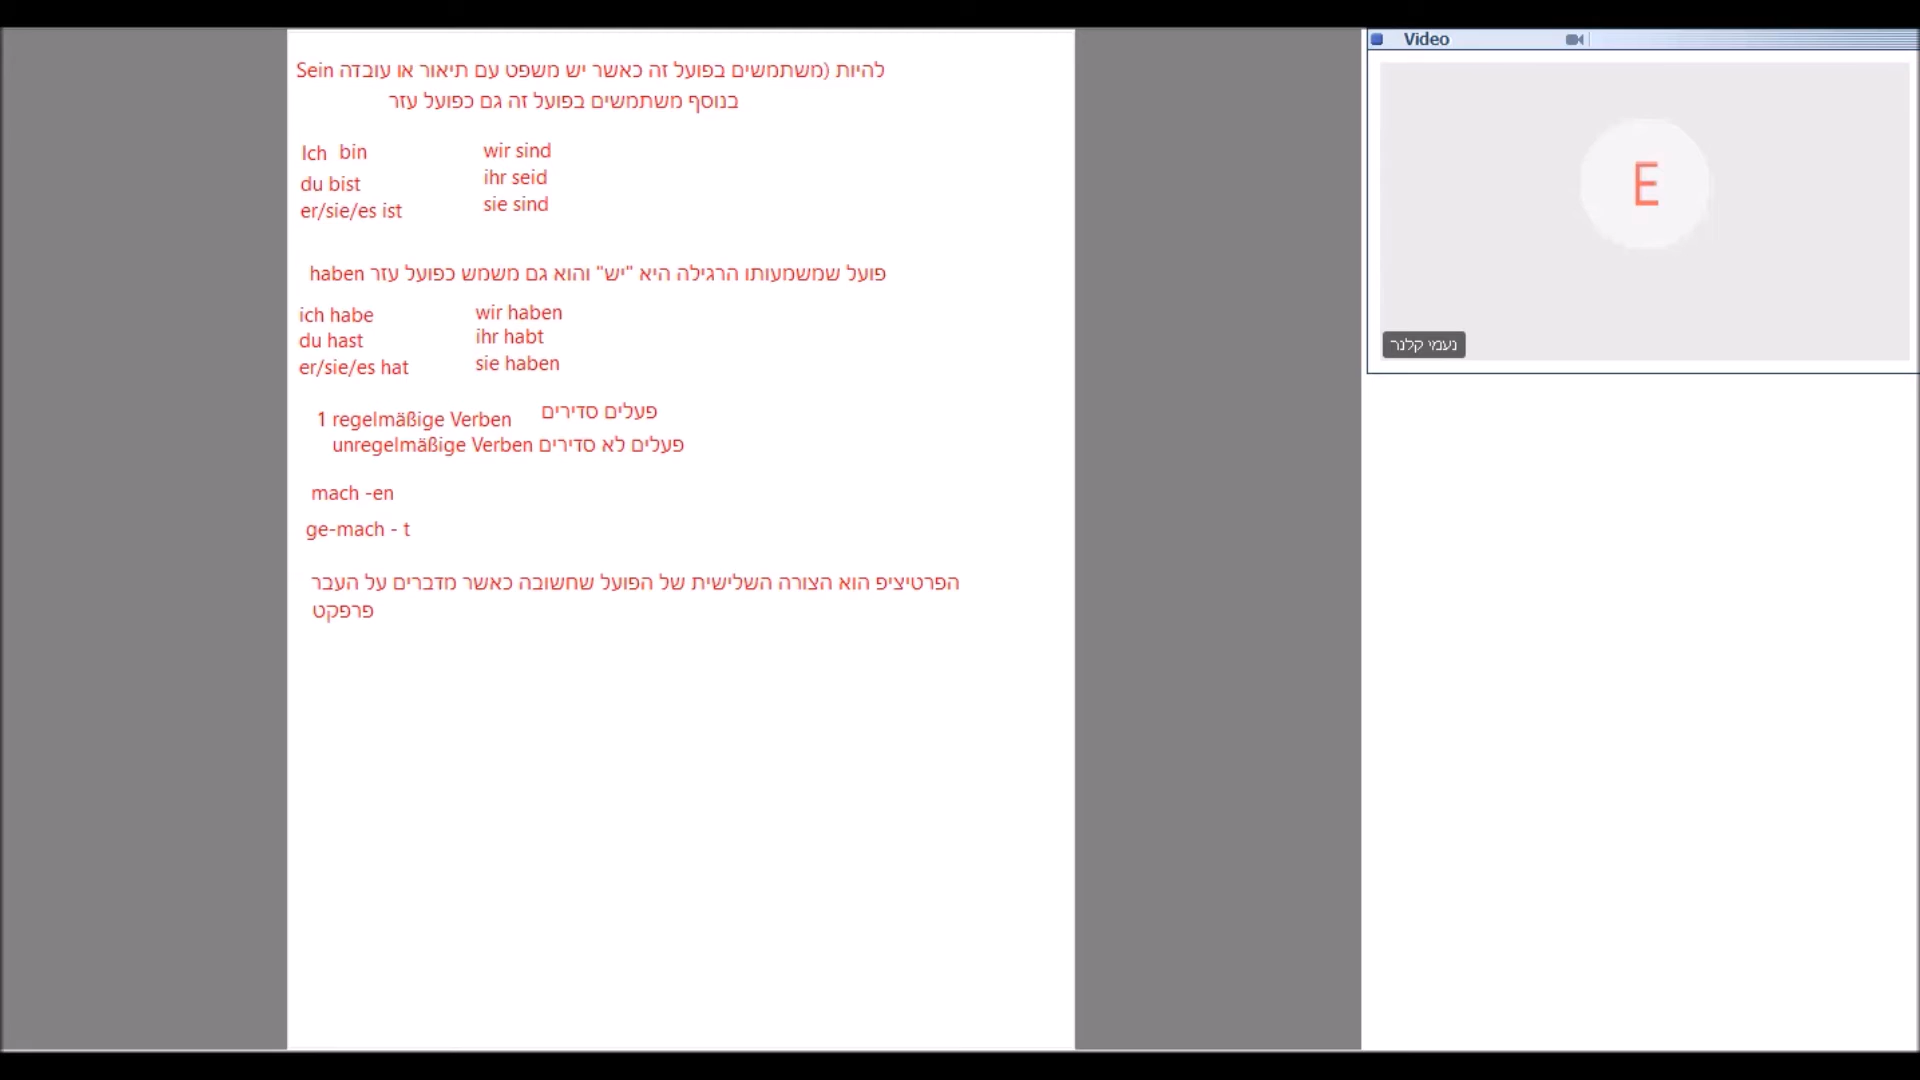 Sein להיות (משתמשים בפועל זה כאשר יש משפט עם תיאור או עובדה
בנוסף משתמשים בפועל זה גם כפועל עזר
Ich bin
du bist
er/sie/es ist
wir sind
ihr seid
sie sind
haben פועל שמשמעותו הרגילה היא "יש" והוא גם משמש כפועל עזר
ich habe
du hast
er/sie/es hat
wir haben
ihr habt
sie haben
1 regelmäßige Verben פעלים סדירים
unregelmäßige Verben פעלים לא סדירים
mach -en
ge-mach - t
הפרטיציפ הוא הצורה השלישית של הפועל שחשובה כאשר מדברים על העבר
פרפקט
Video
E
נעמי קלנר